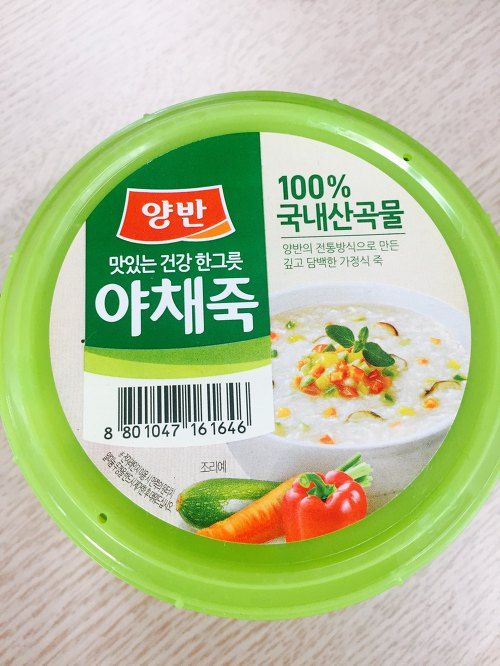 양반
맛있는 건강 한그릇
야채죽
8 801047 161646
100%
국내산곡물
양반의 전통방식으로 만든
깊고 담백한 가정식 죽
조리예